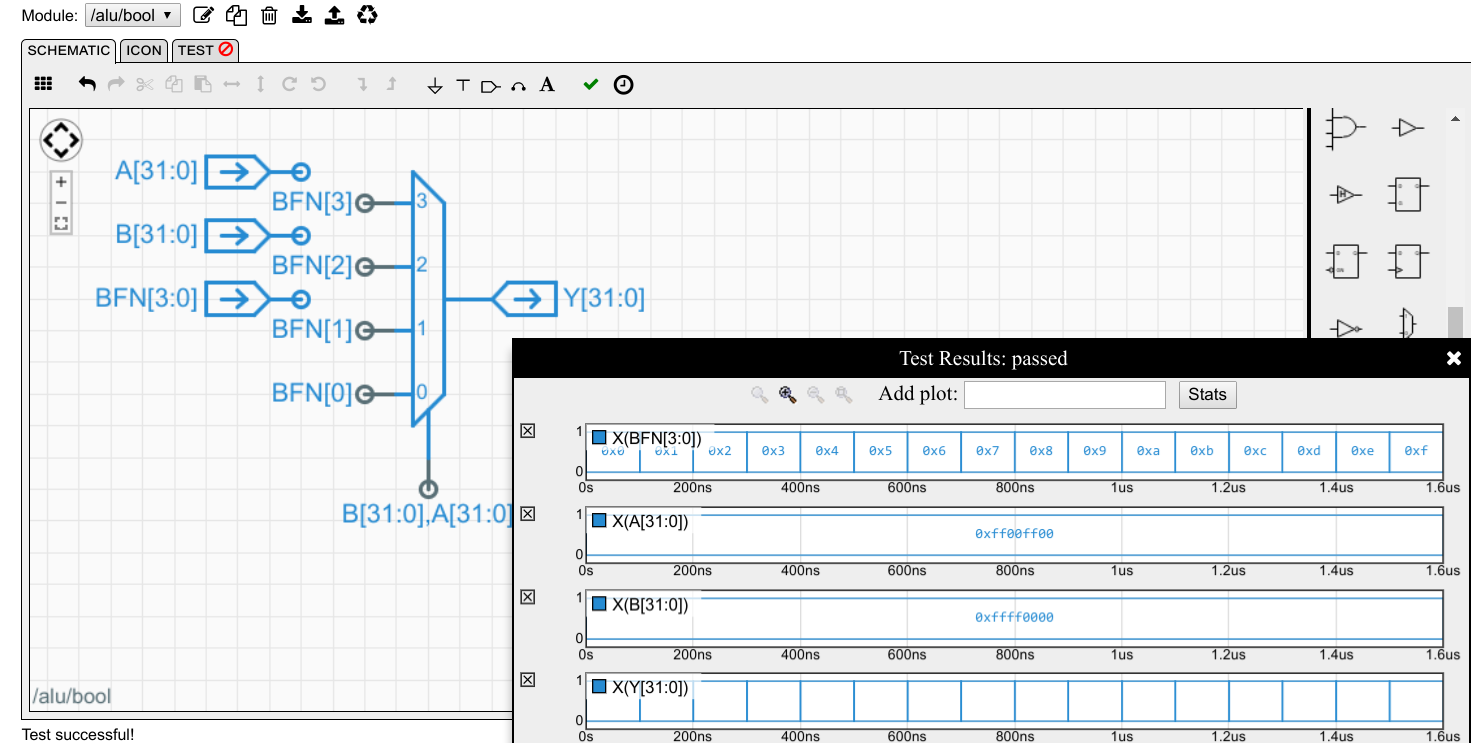 Module: /alu/bool ▼
SCHEMATIC ICON TEST
A
A[31:0]
BFN[3] 3
B[31:0]
BFN[2] 2
BFN[3:0] Y[31:0]
BFN[1] 1
BFN[0] 0
B[31:0],A[31:0]
/alu/bool
Test successful!
Test Results: passed
Add plot: Stats
1 X(BFN[3:0])
0x0 0x1 0x2 0x3 0x4 0x5 0x6 0x7 0x8 0x9 0xa 0xb 0xc 0xd 0xe 0xf
0
0s 200ns 400ns 600ns 800ns 1us 1.2us 1.4us 1.6us
1 X(A[31:0])
0xff00ff00
0
0s 200ns 400ns 600ns 800ns 1us 1.2us 1.4us 1.6us
1 X(B[31:0])
0xffff0000
0
0s 200ns 400ns 600ns 800ns 1us 1.2us 1.4us 1.6us
1 X(Y[31:0])
0
0s 200ns 400ns 600ns 800ns 1us 1.2us 1.4us 1.6us